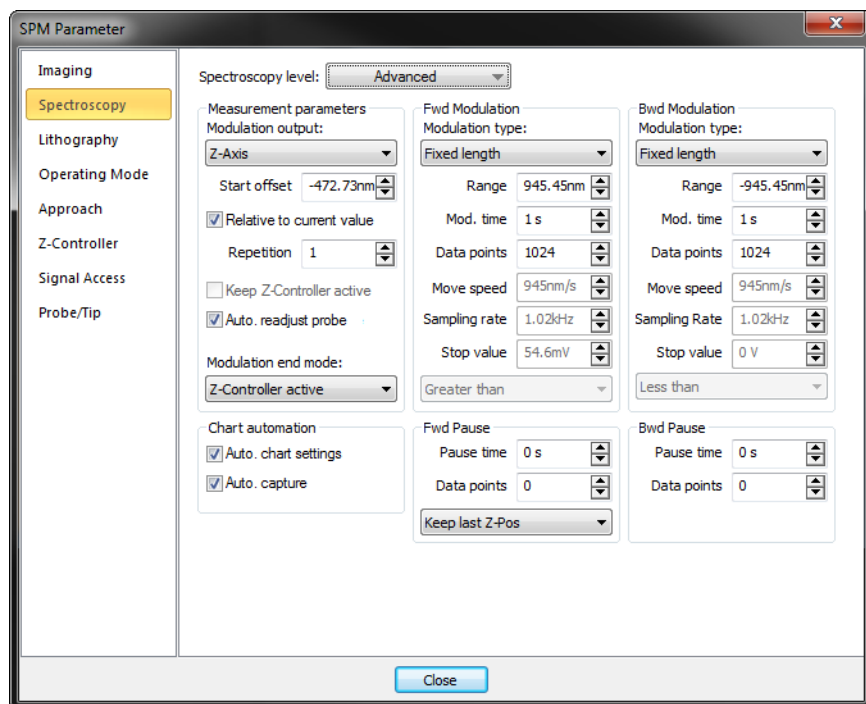 SPM Parameter
Imaging
Spectroscopy
Lithography
Operating Mode
Approach
Z-Controller
Signal Access
Probe/Tip
Spectroscopy level: Advanced
Measurement parameters
Modulation output:
Z-Axis
Start offset -472.73nm
Relative to current value
Repetition 1
Keep Z-Controller active
Auto. readjust probe
Modulation end mode:
Z-Controller active
Chart automation
Auto. chart settings
Auto. capture
Fwd Modulation
Modulation type:
Fixed length
Range 945.45nm
Mod. time 1 s
Data points 1024
Move speed 945nm/s
Sampling rate 1.02kHz
Stop value 54.6mV
Greater than
Fwd Pause
Pause time 0 s
Data points 0
Keep last Z-Pos
Bwd Modulation
Modulation type:
Fixed length
Range -945.45nm
Mod. time 1 s
Data points 1024
Move speed 945nm/s
Sampling Rate 1.02kHz
Stop value 0 V
Less than
Bwd Pause
Pause time 0 s
Data points 0
Close